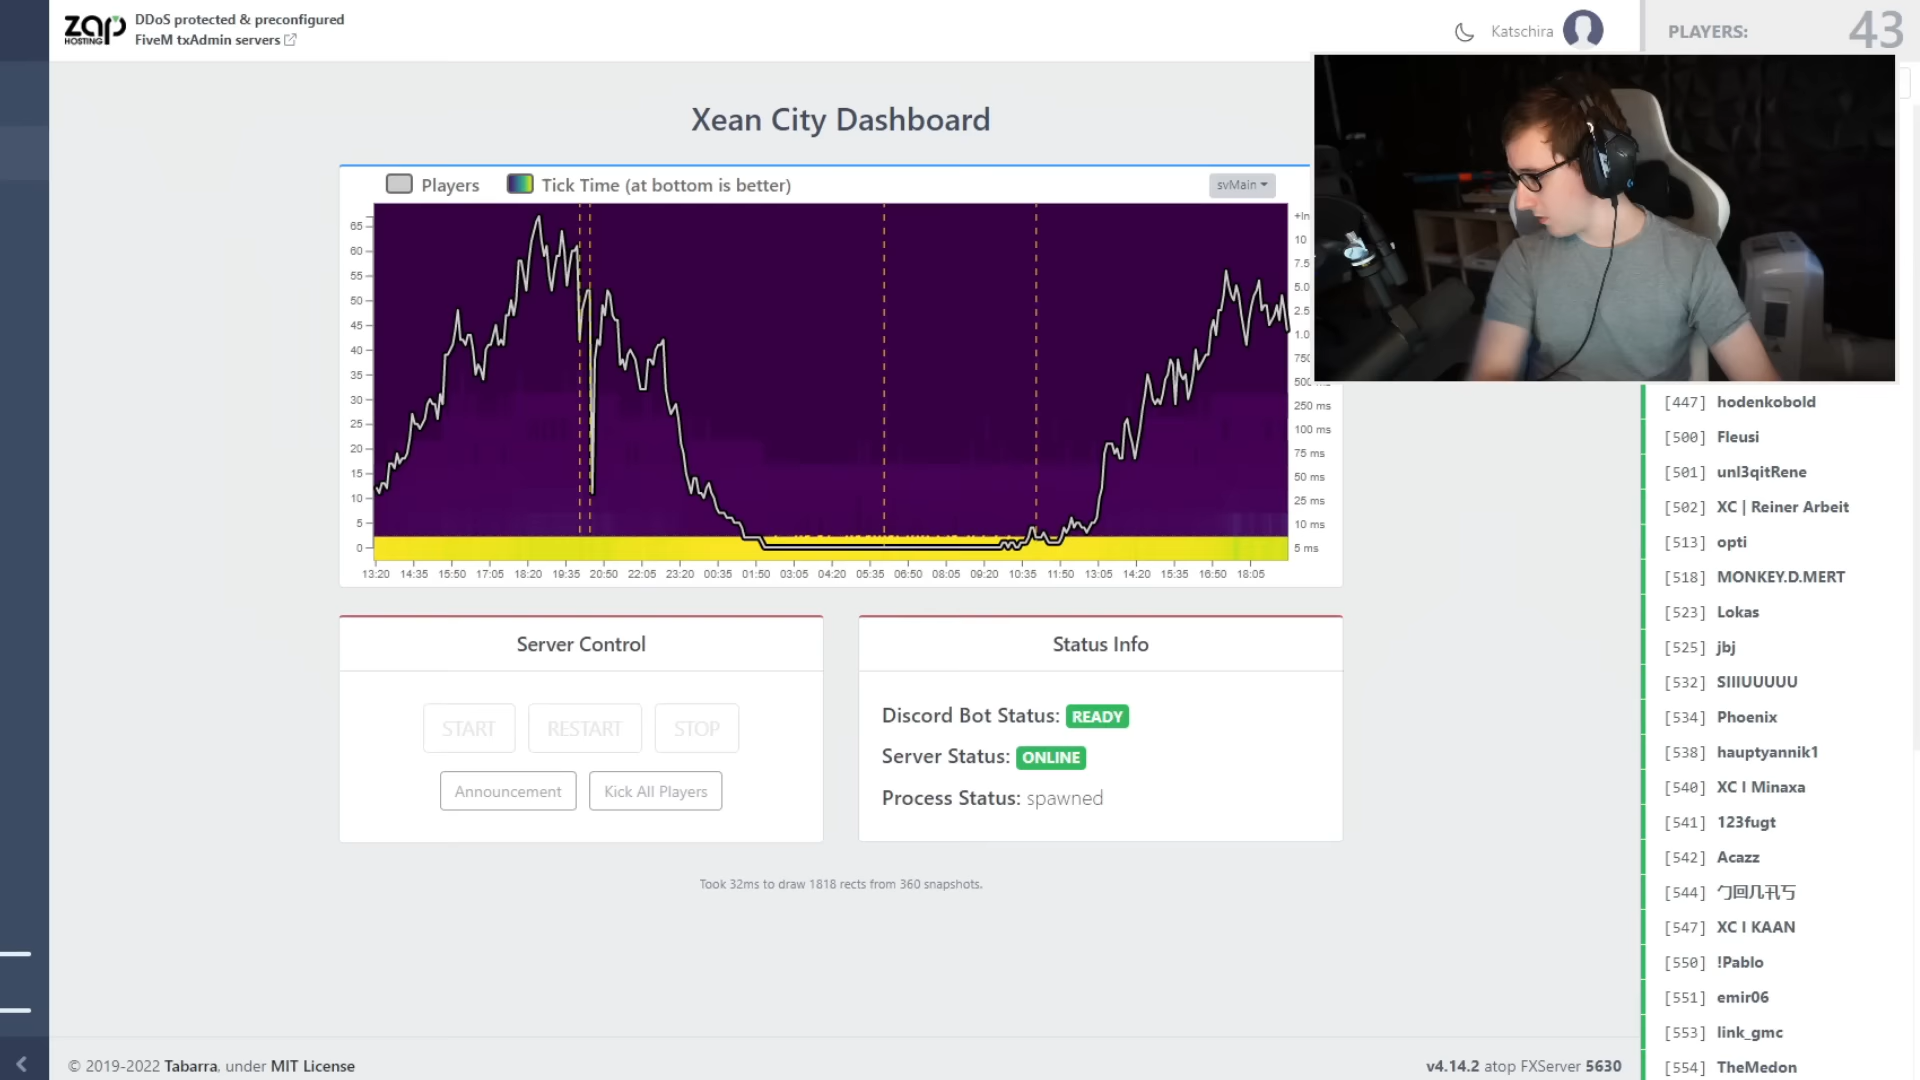 zap
HOSTING
DDoS protected & preconfigured
FiveM txAdmin servers
Katschira
PLAYERS:
43
Xean City Dashboard
Players
Tick Time (at bottom is better)
svMain
65
60
55
50
45
40
35
30
25
20
15
10
5
0
10
7.5
5.0
2.5
1.0
750
250 ms
100 ms
75 ms
50 ms
25 ms
10 ms
5 ms
13:20 14:35 15:50 17:05 18:20 19:35 20:50 22:05 23:20 00:35 01:50 03:05 04:20 05:35 06:50 08:05 09:20 10:35 11:50 13:05 14:20 15:35 16:50 18:05
Server Control
START
RESTART
STOP
Announcement
Kick All Players
Status Info
Discord Bot Status: READY
Server Status: ONLINE
Process Status: spawned
Took 32ms to draw 1818 rects from 360 snapshots.
[447] hodenkobold
[500] Fleusi
[501] unl3qitRene
[502] XC | Reiner Arbeit
[513] opti
[518] MONKEY.D.MERT
[523] Lokas
[525] jbj
[532] SIIIUUUUU
[534] Phoenix
[538] hauptyannik1
[540] XC I Minaxa
[541] 123fugt
[542] Acazz
[544]
[547] XC I KAAN
[550] !Pablo
[551] emir06
[553] link_gmc
[554] TheMedon
© 2019-2022 Tabarra, under MIT License
v4.14.2 atop FXServer 5630